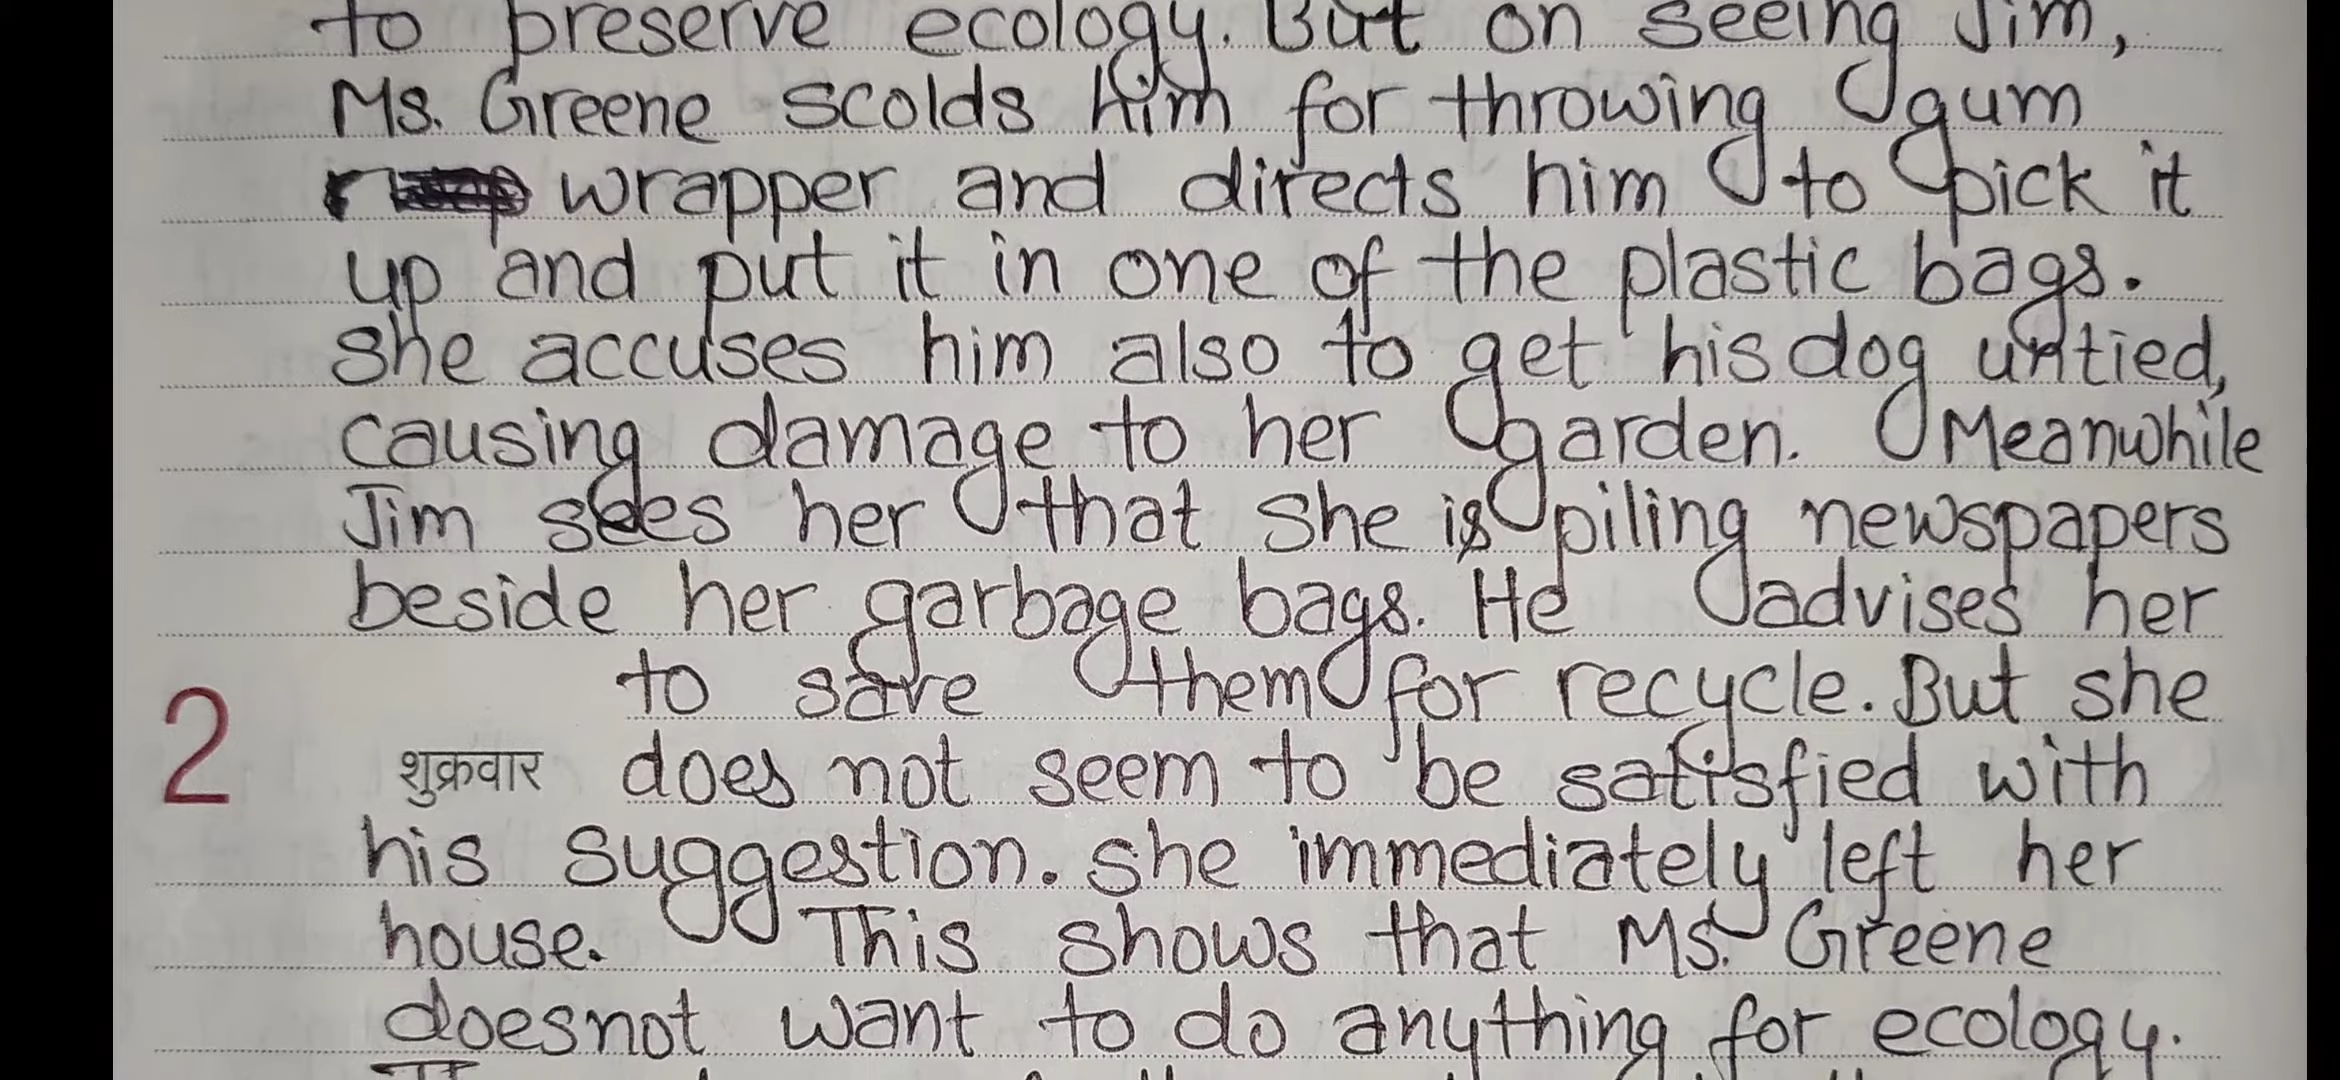 to preserve ecology. But on seeing Jim,
Ms. Greene scolds him for throwing gum
wrapper and directs him to pick it
up and put it in one of the plastic bags.
She accuses him also to get his dog untied,
causing damage to her garden. Meanwhile
Jim sees her that she is piling newspapers
beside her garbage bags. He advises her
to save them for recycle. But she
2 शुक्रवार does not seem to be satisfied with
his suggestion. She immediately left her
house. This shows that Ms. Greene
doesnot want to do anything for ecology.